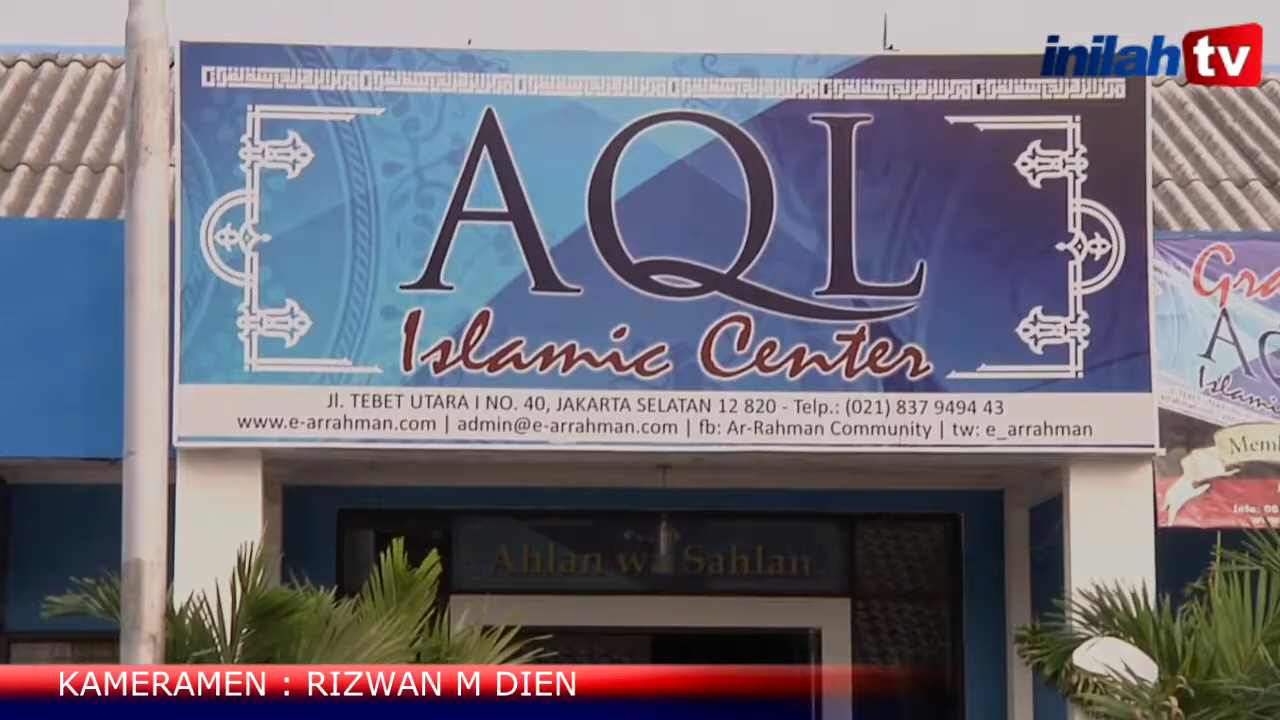 inilah tv
AQL
Islamic Center
Jl. TEBET UTARA I NO. 40, JAKARTA SELATAN 12 820 - Telp.: (021) 837 9494 43
www.e-arrahman.com | admin@e-arrahman.com | fb: Ar-Rahman Community | tw: e_arrahman
Ahlan wa Sahlan
KAMERAMEN : RIZWAN M DIEN